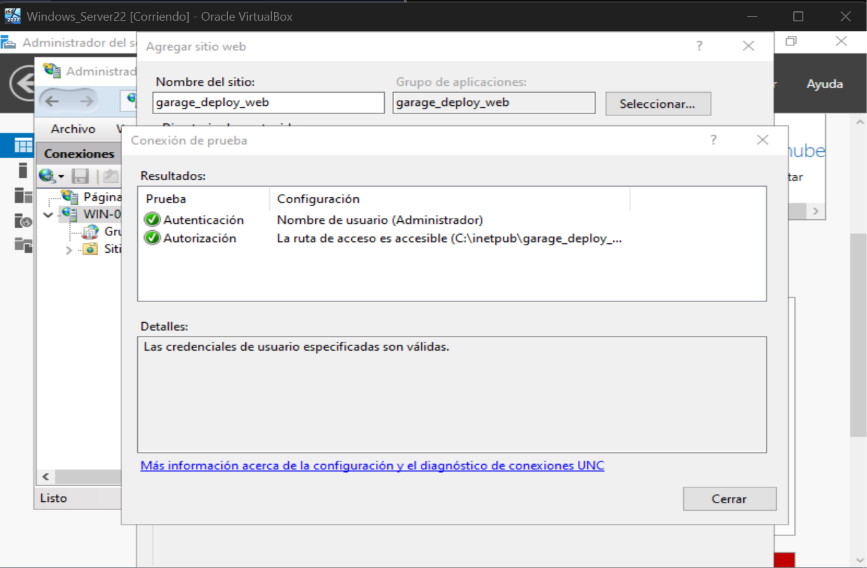 Windows_Server22 [Corriendo] - Oracle VirtualBox
Administrador del s
Agregar sitio web
Administrad
Nombre del sitio:
Grupo de aplicaciones:
Ayuda
garage_deploy_web
garage_deploy_web
Seleccionar...
Archivo
Conexión de prueba
Conexiones
nube
Resultados:
tar
Prueba
Configuración
Página
WIN-0
Autenticación
Nombre de usuario (Administrador)
Gru
Autorización
La ruta de acceso es accesible (C:\inetpub\garage_deploy_...
Siti
Detalles:
Las credenciales de usuario especificadas son válidas.
Más información acerca de la configuración y el diagnóstico de conexiones UNC
Listo
Cerrar